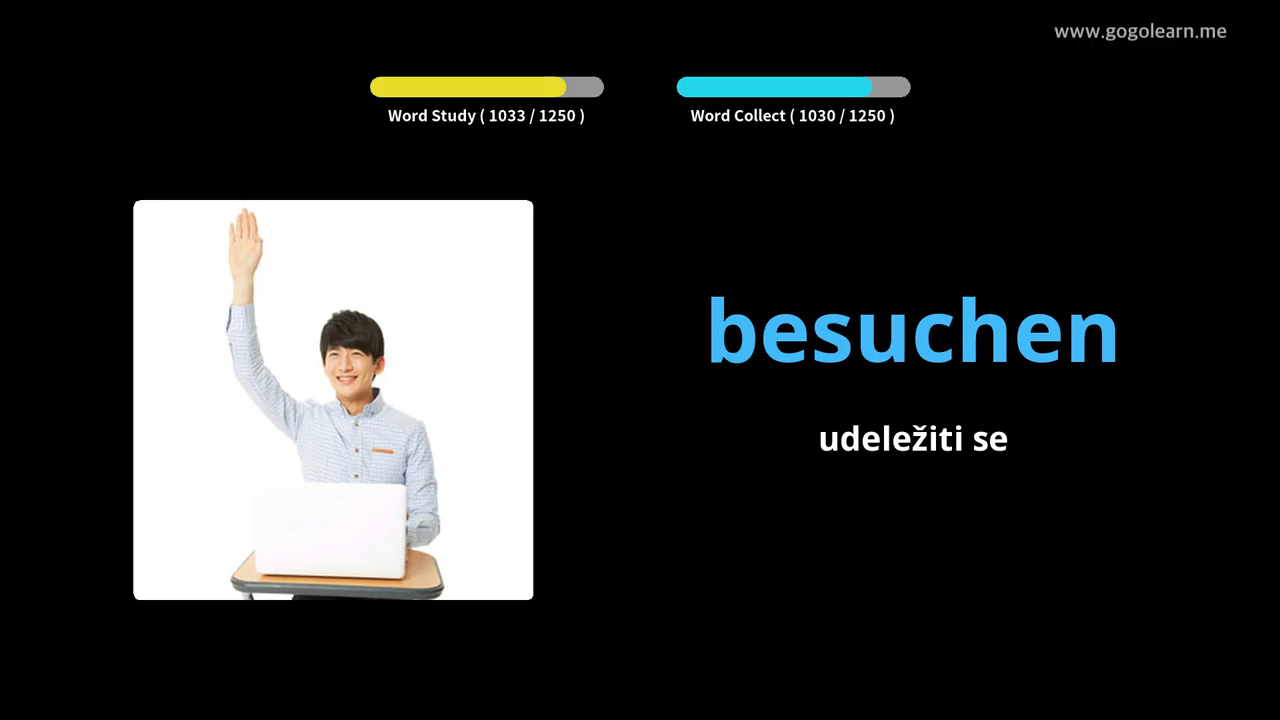 www.gogolearn.me
Word Study ( 1033 / 1250 )
Word Collect ( 1030 / 1250 )
besuchen
udeležiti se